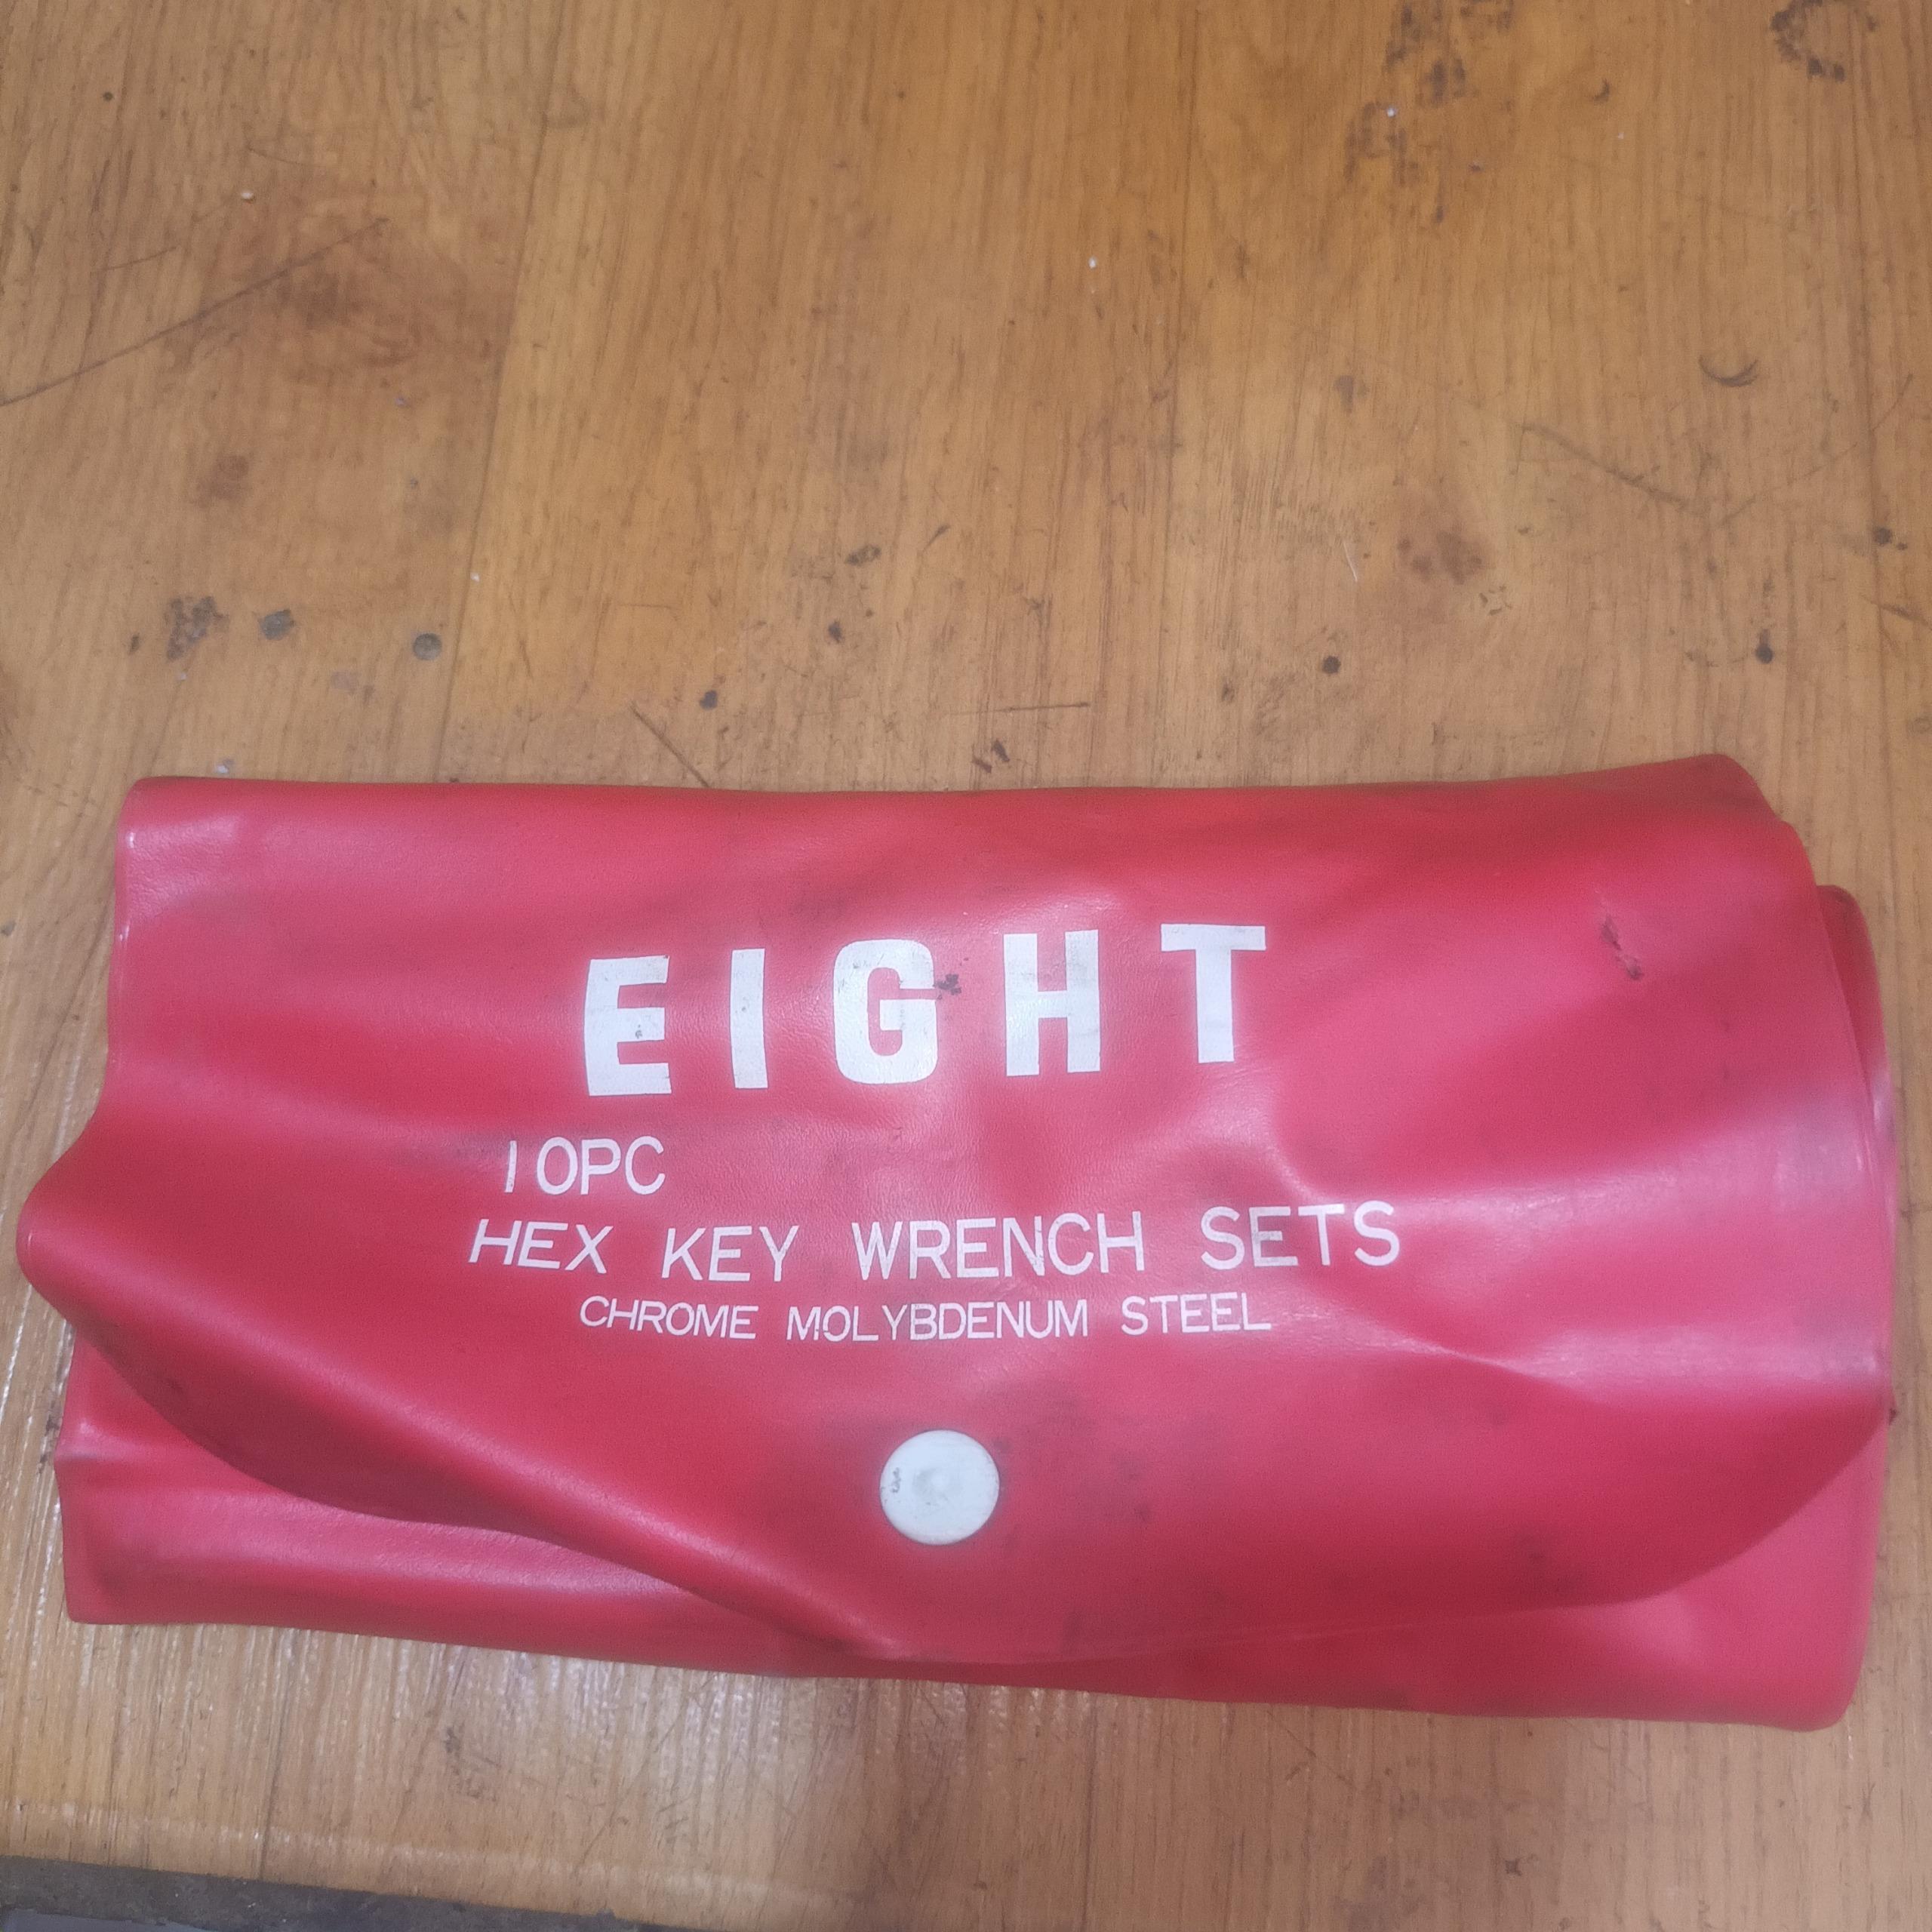 EIGHT
10PC
HEX KEY WRENCH SETS
CHROME MOLYBDENUM STEEL